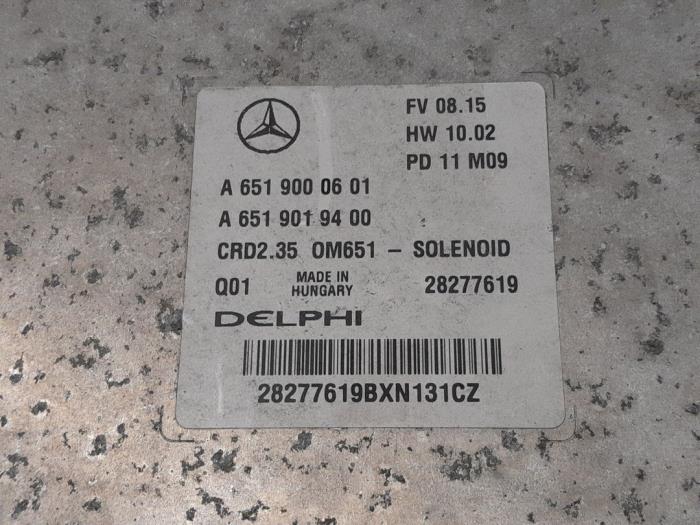 FV 08.15
HW 10.02
PD 11 M09
A 651 900 06 01
A 651 901 94 00
CRD2.35 OM651 - SOLENOID
Q01 MADE IN HUNGARY 28277619
DELPHI
28277619BXN131CZ